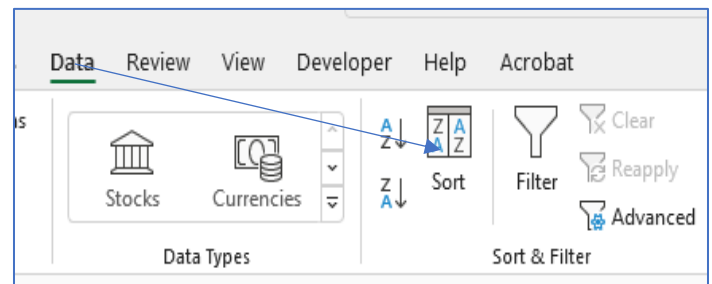 Data Review View Developer Help Acrobat
Stocks Currencies
Data Types
A Z
Z A
Z A A Z
Sort
Filter
Clear
Reapply
Advanced
Sort & Filter